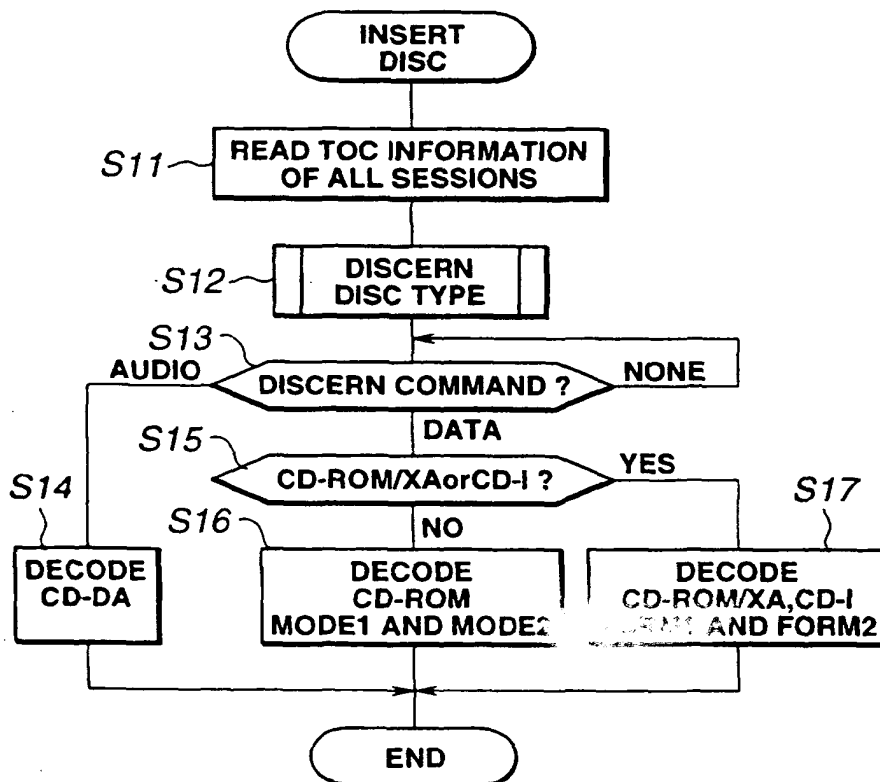 INSERT
DISC
S11
READ TOC INFORMATION
OF ALL SESSIONS
S12
DISCERN
DISC TYPE
S13
AUDIO
DISCERN COMMAND ?
NONE
DATA
S15
CD-ROM/XAorCD-I ?
YES
S14
S16
NO
S17
DECODE
CD-DA
DECODE
CD-ROM
MODE1 AND MODE2
DECODE
CD-ROM/XA,CD-I
AND FORM2
END